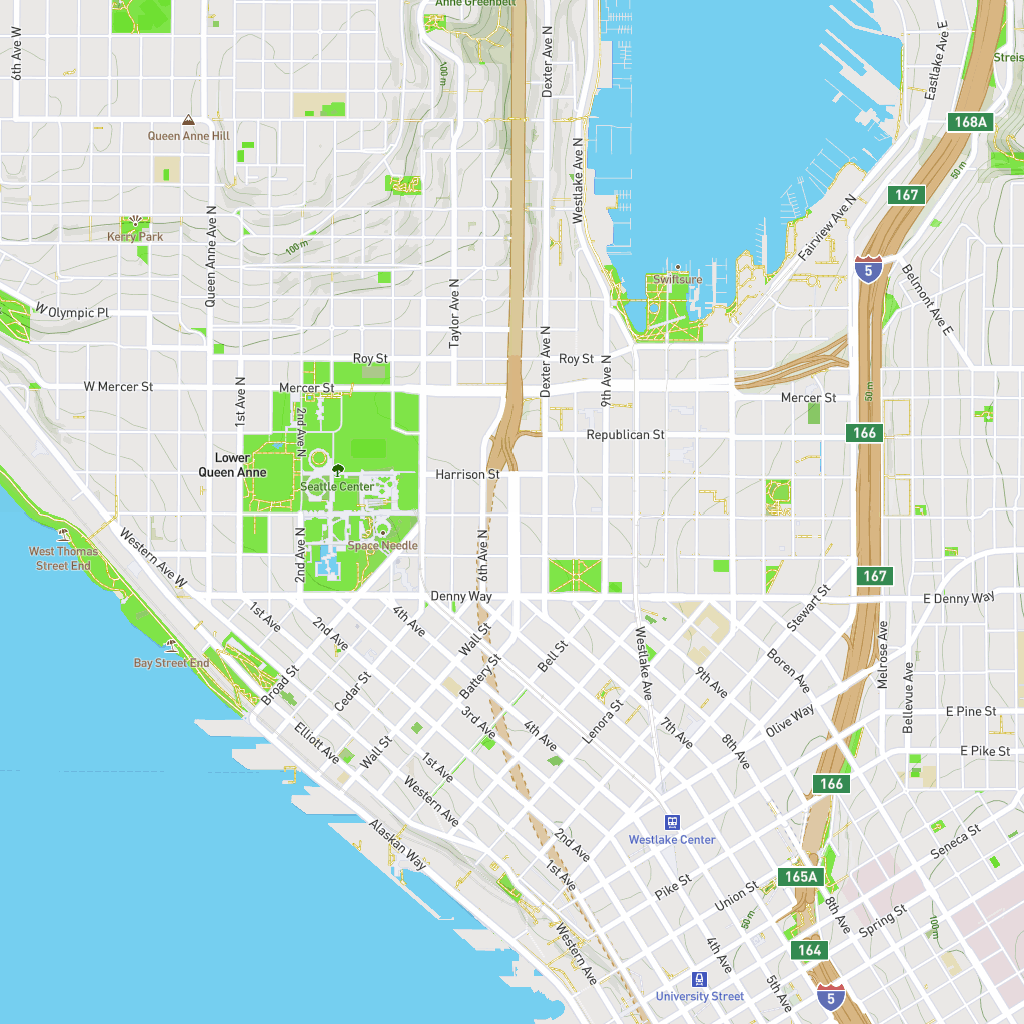 Anne Greenbelt
6th Ave W
Dexter Ave N
Eastlake Ave E
Streis
100 m
168A
Queen Anne Hill
50 m
Westlake Ave N
167
Kerry Park
Queen Anne Ave N
100 m
Fairview Ave N
5
Swiftsure
Belmont Ave E
W Olympic Pl
Taylor Ave N
Roy St
Dexter Ave N
Roy St
9th Ave N
W Mercer St
1st Ave N
Mercer St
Mercer St
50 m
2nd Ave N
Republican St
166
Lower
Queen Anne
Seattle Center
Harrison St
Space Needle
West Thomas
Street End
Western Ave W
2nd Ave N
6th Ave N
167
Denny Way
E Denny Way
Stewart St
1st Ave
2nd Ave
4th Ave
Wall St
Bell St
Westlake Ave
Melrose Ave
Bay Street End
Broad St
Cedar St
Battery St
9th Ave
Boren Ave
Bellevue Ave
E Pine St
Elliott Ave
Wall St
3rd Ave
4th Ave
Lenora St
7th Ave
8th Ave
Olive Way
E Pike St
1st Ave
Western Ave
166
Alaskan Way
2nd Ave
Westlake Center
Seneca St
1st Ave
Pike St
Union St
165A
8th Ave
Spring St
50 m
100 m
Western Ave
4th Ave
164
University Street
5th Ave
5